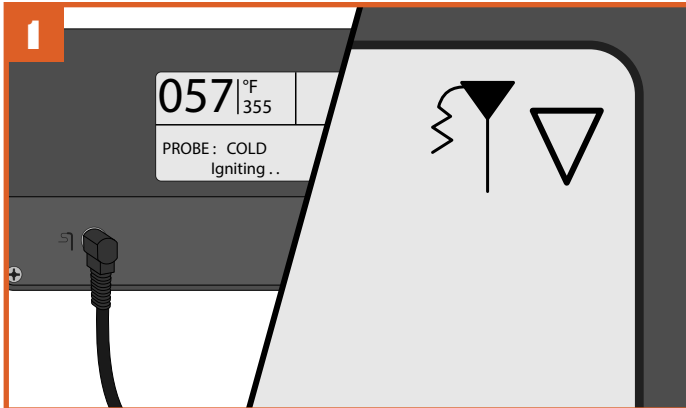 1
057 °F
355
PROBE : COLD
Igniting . .